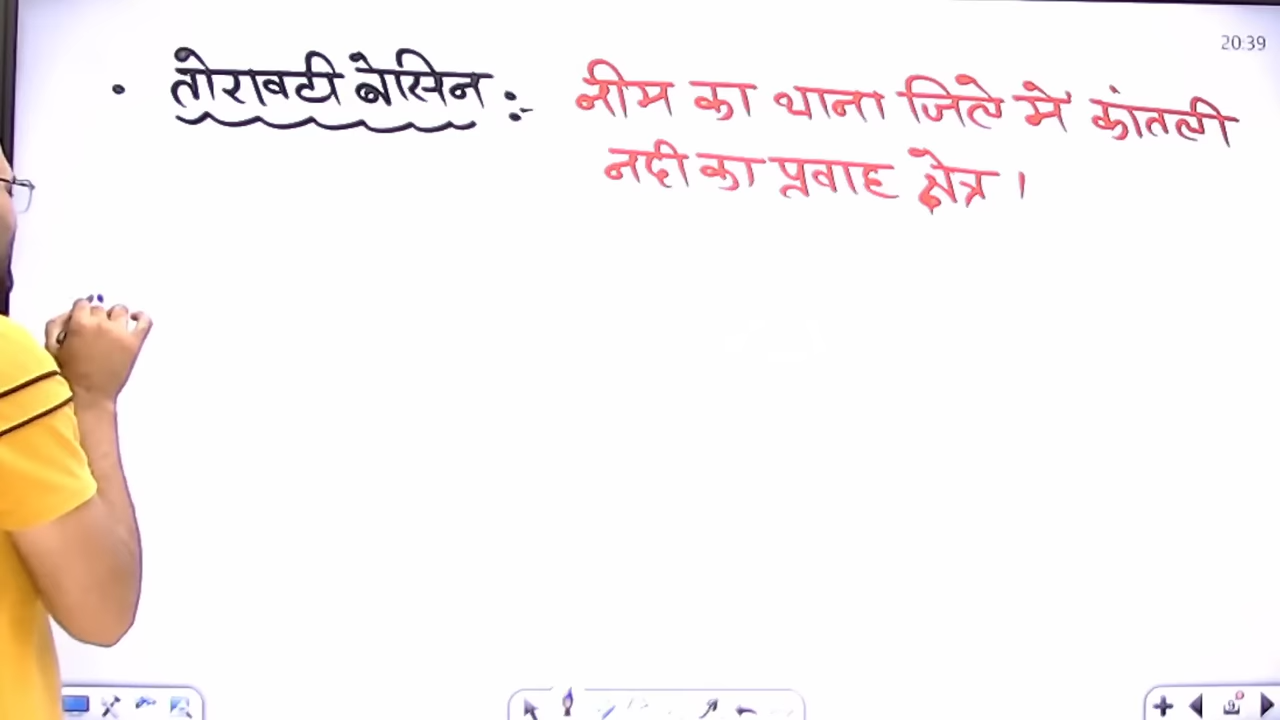 20:39
• तोरावटी बेसिन :- नीम का थाना जिले में कांतली
नदी का प्रवाह क्षेत्र ।